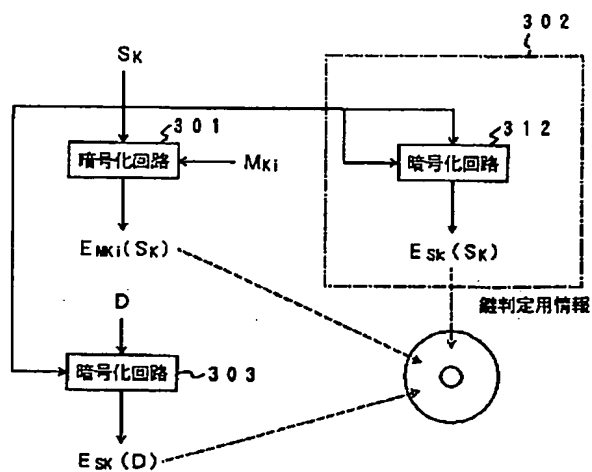 302
SK
301
暗号化回路
MKi
312
暗号化回路
EMKi(SK)
ESk(SK)
鍵判定用情報
D
暗号化回路
303
ESK(D)